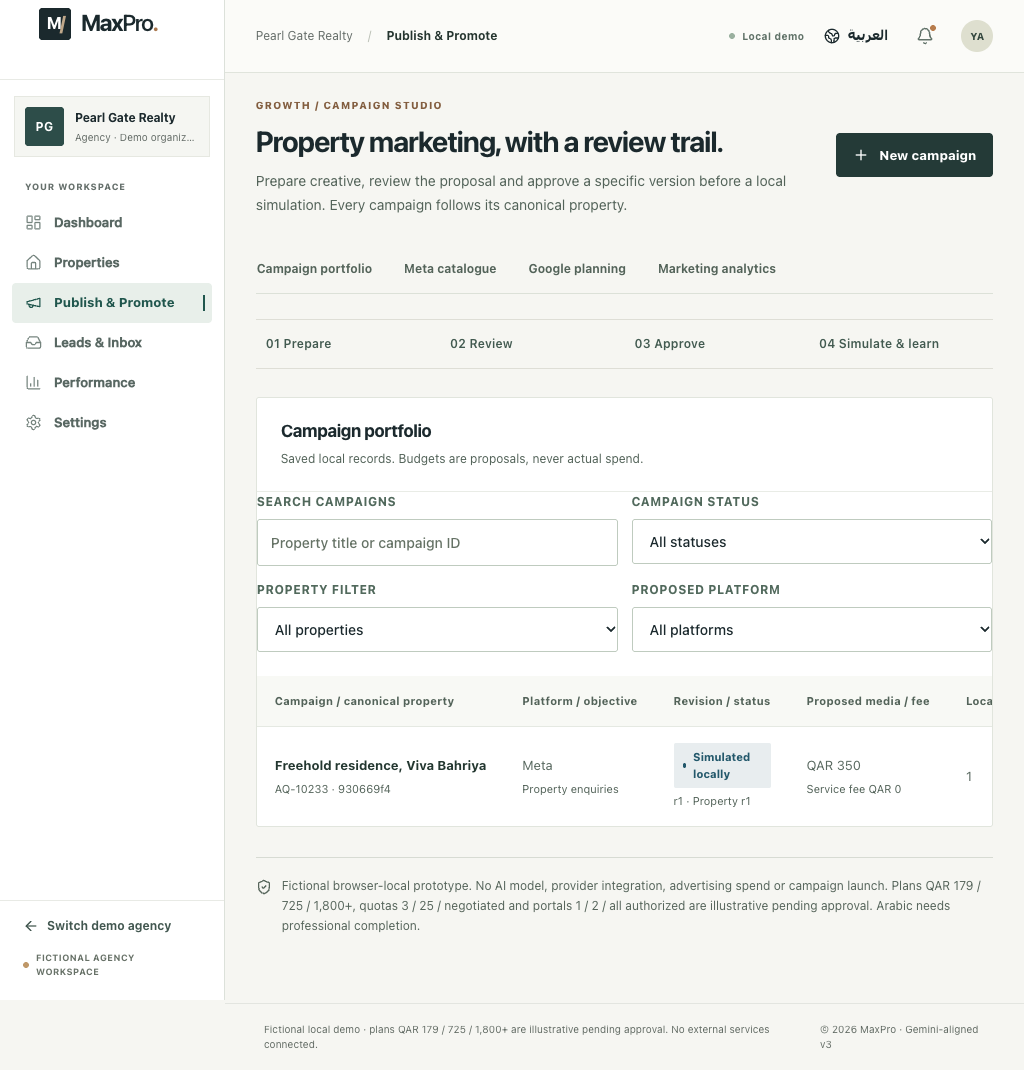 M/ MaxPro.
Pearl Gate Realty / Publish & Promote
Local demo
العربية
YA
PG
Pearl Gate Realty
Agency · Demo organiz...
YOUR WORKSPACE
Dashboard
Properties
Publish & Promote
Leads & Inbox
Performance
Settings
Switch demo agency
FICTIONAL AGENCY
WORKSPACE
GROWTH / CAMPAIGN STUDIO
Property marketing, with a review trail.
Prepare creative, review the proposal and approve a specific version before a local
simulation. Every campaign follows its canonical property.
New campaign
Campaign portfolio
Meta catalogue
Google planning
Marketing analytics
01 Prepare
02 Review
03 Approve
04 Simulate & learn
Campaign portfolio
Saved local records. Budgets are proposals, never actual spend.
SEARCH CAMPAIGNS
Property title or campaign ID
CAMPAIGN STATUS
All statuses
PROPERTY FILTER
All properties
PROPOSED PLATFORM
All platforms
Campaign / canonical property
Platform / objective
Revision / status
Proposed media / fee
Loca
Freehold residence, Viva Bahriya
AQ-10233 · 930669f4
Meta
Property enquiries
Simulated
locally
r1 · Property r1
QAR 350
Service fee QAR 0
1
Fictional browser-local prototype. No AI model, provider integration, advertising spend or campaign launch. Plans QAR 179 /
725 / 1,800+, quotas 3 / 25 / negotiated and portals 1 / 2 / all authorized are illustrative pending approval. Arabic needs
professional completion.
Fictional local demo · plans QAR 179 / 725 / 1,800+ are illustrative pending approval. No external services
connected.
© 2026 MaxPro · Gemini-aligned
v3